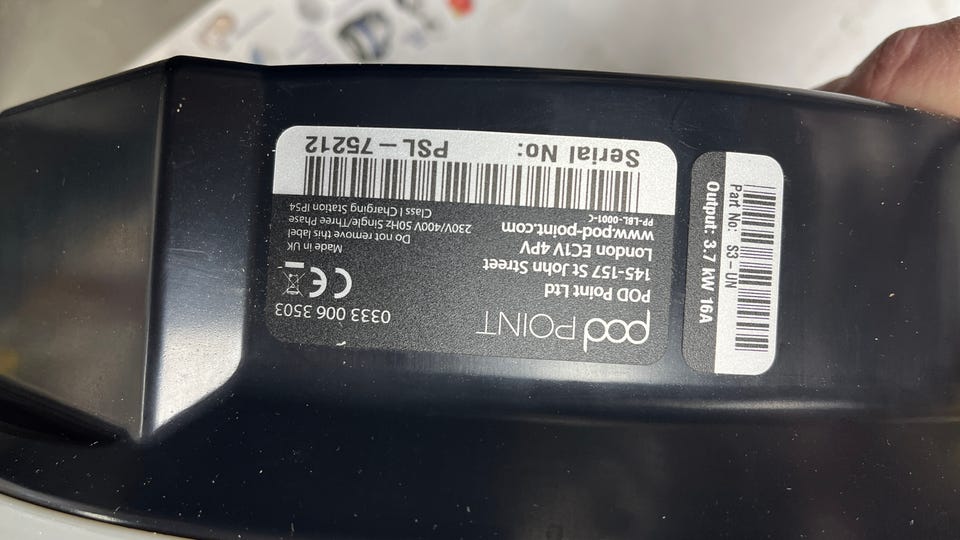 pod POINT
0333 006 3503
POD Point Ltd
145-157 St John Street
London EC1V 4PV
www.pod-point.com
CE
Made in UK
Do not remove this label
230V/400V 50Hz Single/Three Phase
Class I Charging Station IP54
PP-LBL-0001-C
Serial No: PSL – 75212
Part No: S3 – UN
Output: 3.7 kW 16A